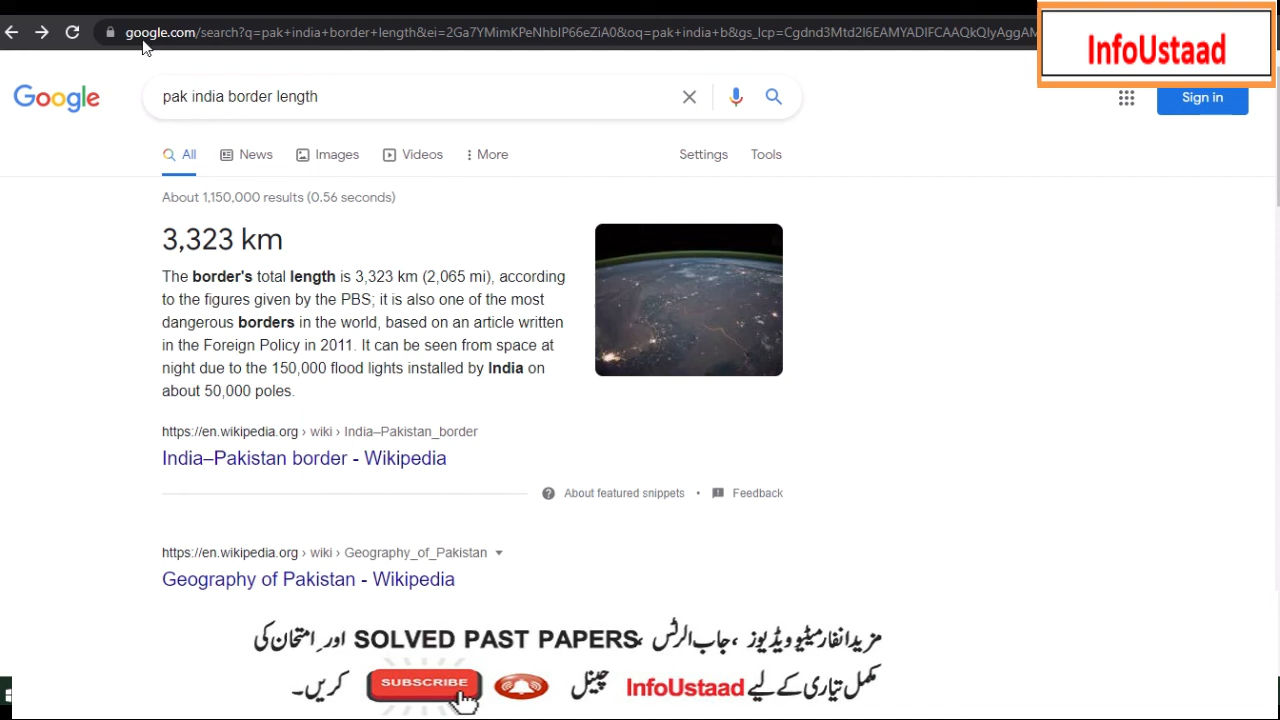 google.com/search?q=pak+india+border+length&ei=2Ga7YMimKPeNhbIP66eZiA0&oq=pak+india+b&gs_lcp=Cgdnd3Mtd2l6EAMYADIFCAAQkQIyAggAM
InfoUstaad
Google
pak india border length
Sign in
All News Images Videos More Settings Tools
About 1,150,000 results (0.56 seconds)
3,323 km
The border's total length is 3,323 km (2,065 mi), according
to the figures given by the PBS; it is also one of the most
dangerous borders in the world, based on an article written
in the Foreign Policy in 2011. It can be seen from space at
night due to the 150,000 flood lights installed by India on
about 50,000 poles.
https://en.wikipedia.org › wiki › India–Pakistan_border
India–Pakistan border - Wikipedia
About featured snippets • Feedback
https://en.wikipedia.org › wiki › Geography_of_Pakistan
Geography of Pakistan - Wikipedia
مزید انفارمیٹیو ویڈیوز ،جاب الرٹس، SOLVED PAST PAPERS اور امتحان کی
مکمل تیاری کے لیے InfoUstaad چینل SUBSCRIBE کریں۔